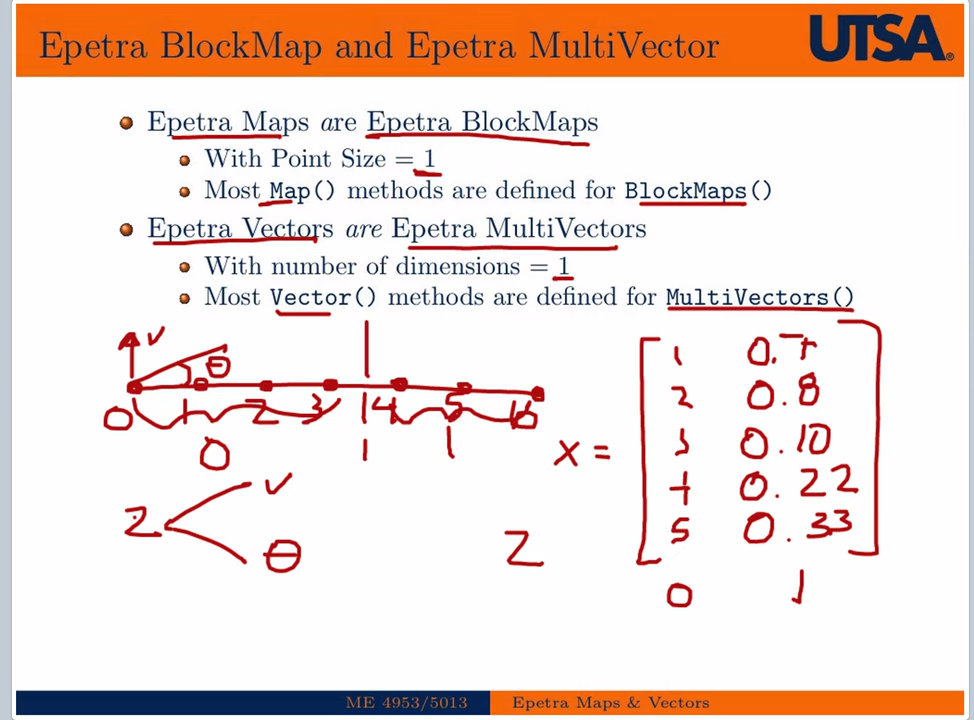 Epetra BlockMap and Epetra MultiVector
UTSA®
Epetra Maps are Epetra BlockMaps
With Point Size = 1
Most Map() methods are defined for BlockMaps()
Epetra Vectors are Epetra MultiVectors
With number of dimensions = 1
Most Vector() methods are defined for MultiVectors()
v
θ
0 1 2 3 4 5 6
0 1 1
2 v
θ
x =
1 0.7
2 0.8
3 0.10
4 0.22
5 0.33
0 1
2
ME 4953/5013 Epetra Maps & Vectors